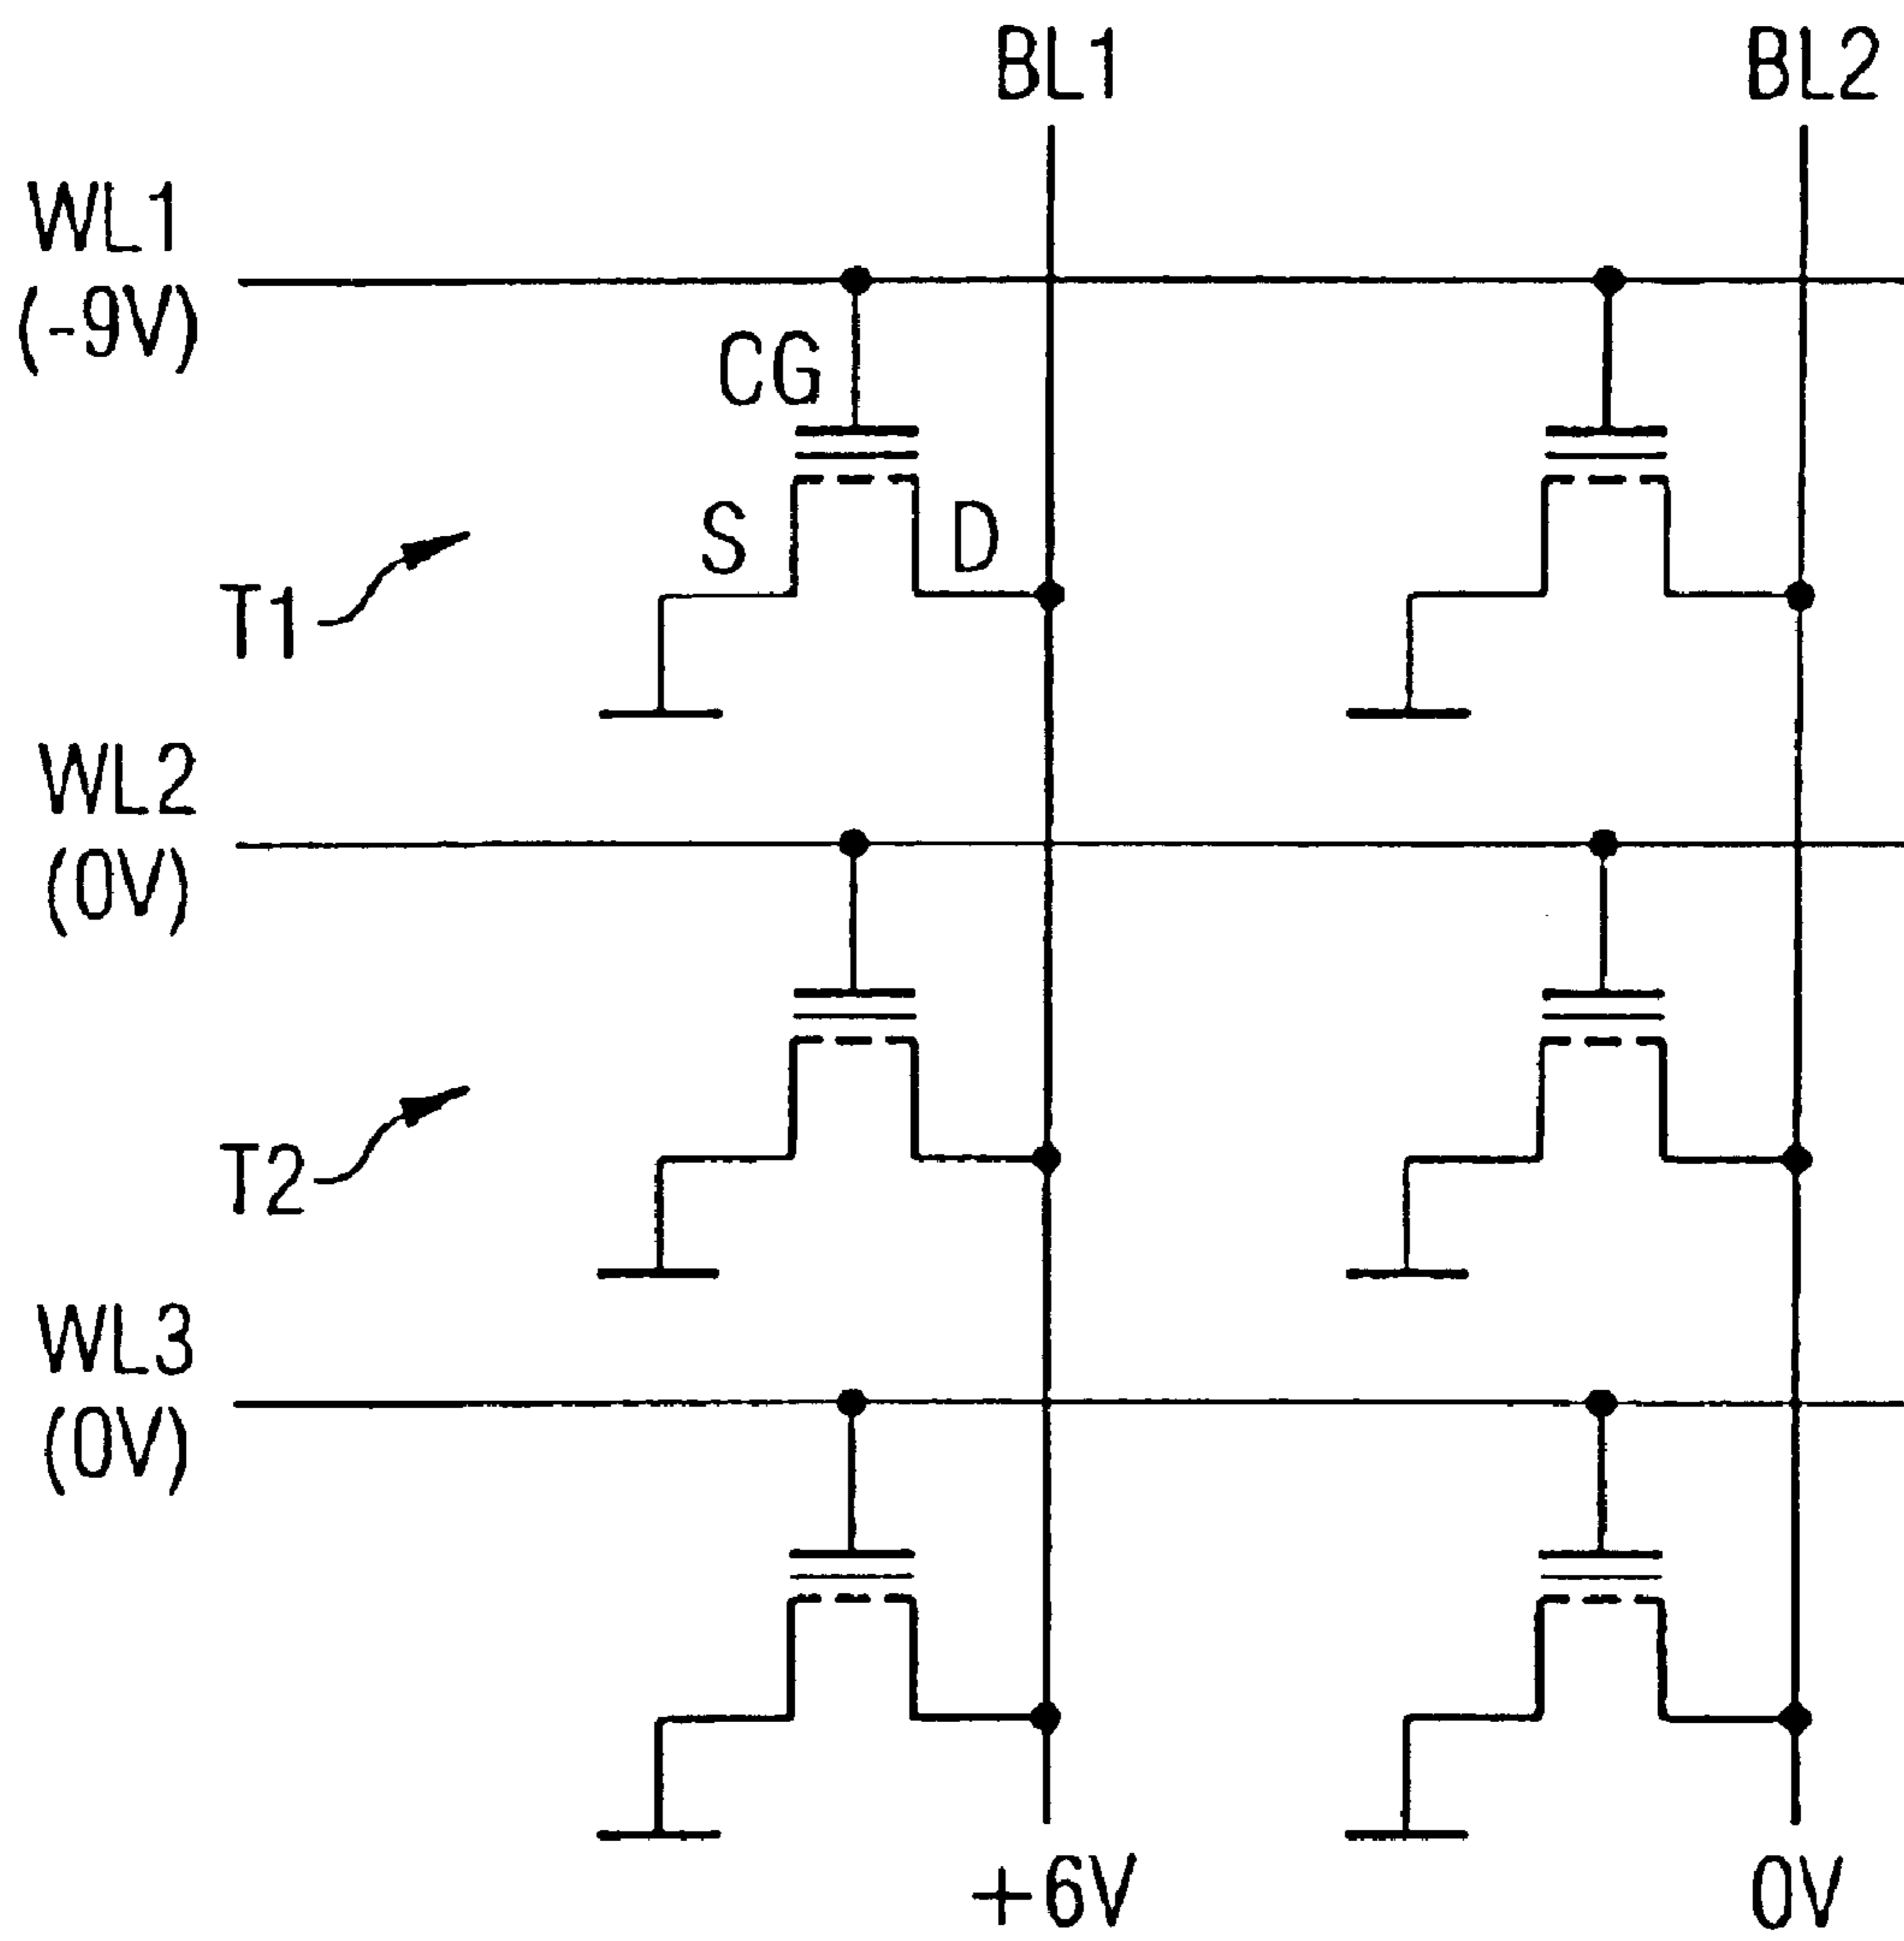 BL1
BL2
WL1
(-9V)
CG
S
D
T1
WL2
(0V)
T2
WL3
(0V)
+6V
0V